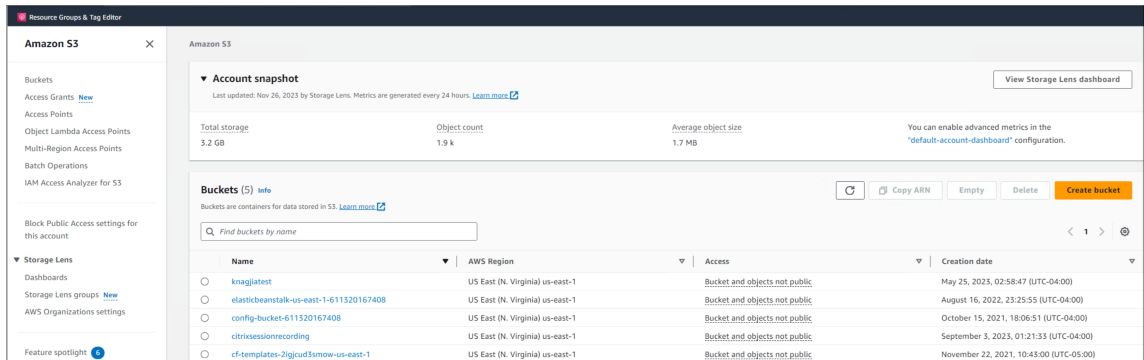 Resource Groups & Tag Editor
Amazon S3
Buckets
Access Grants New
Access Points
Object Lambda Access Points
Multi-Region Access Points
Batch Operations
IAM Access Analyzer for S3
Block Public Access settings for
this account
Storage Lens
Dashboards
Storage Lens groups New
AWS Organizations settings
Feature spotlight 6
Amazon S3
Account snapshot
View Storage Lens dashboard
Last updated: Nov 26, 2023 by Storage Lens. Metrics are generated every 24 hours. Learn more
Total storage Object count Average object size You can enable advanced metrics in the
3.2 GB 1.9 k 1.7 MB "default-account-dashboard" configuration.
Buckets (5) Info Copy ARN Empty Delete Create bucket
Buckets are containers for data stored in S3. Learn more
Find buckets by name 1
Name AWS Region Access Creation date
knagjiatest US East (N. Virginia) us-east-1 Bucket and objects not public May 25, 2023, 02:58:47 (UTC-04:00)
elasticbeanstalk-us-east-1-611320167408 US East (N. Virginia) us-east-1 Bucket and objects not public August 16, 2022, 23:25:55 (UTC-04:00)
config-bucket-611320167408 US East (N. Virginia) us-east-1 Bucket and objects not public October 15, 2021, 18:06:51 (UTC-04:00)
citrixsessionrecording US East (N. Virginia) us-east-1 Bucket and objects not public September 3, 2023, 01:21:33 (UTC-04:00)
cf-templates-2igjcud3smow-us-east-1 US East (N. Virginia) us-east-1 Bucket and objects not public November 22, 2021, 10:43:00 (UTC-05:00)